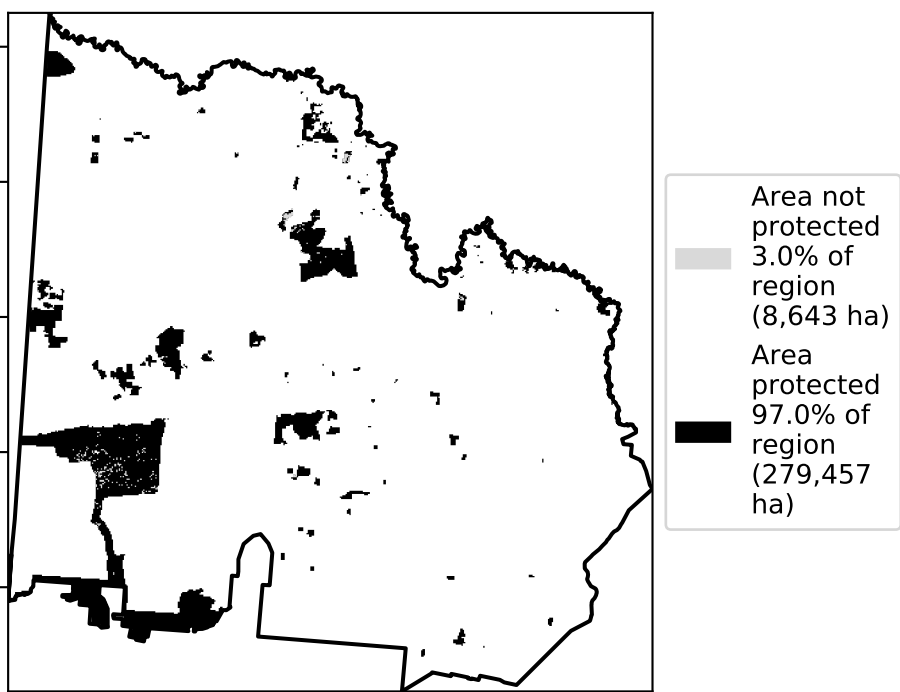 Area not
protected
3.0% of
region
(8,643 ha)
Area
protected
97.0% of
region
(279,457
ha)